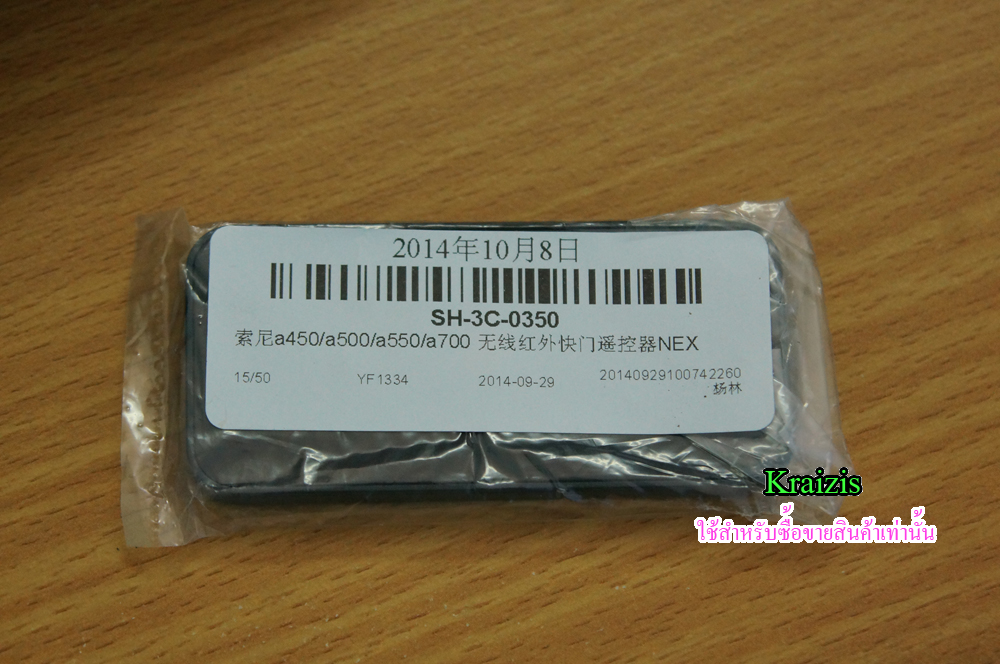 2014年10月8日
SH-3C-0350
索尼a450/a500/a550/a700 无线红外快门遥控器NEX
15/50 YF1334 2014-09-29 20140929100742260
杨林
Kraizis
ใช้สำหรับซื้อขายสินค้าเท่านั้น